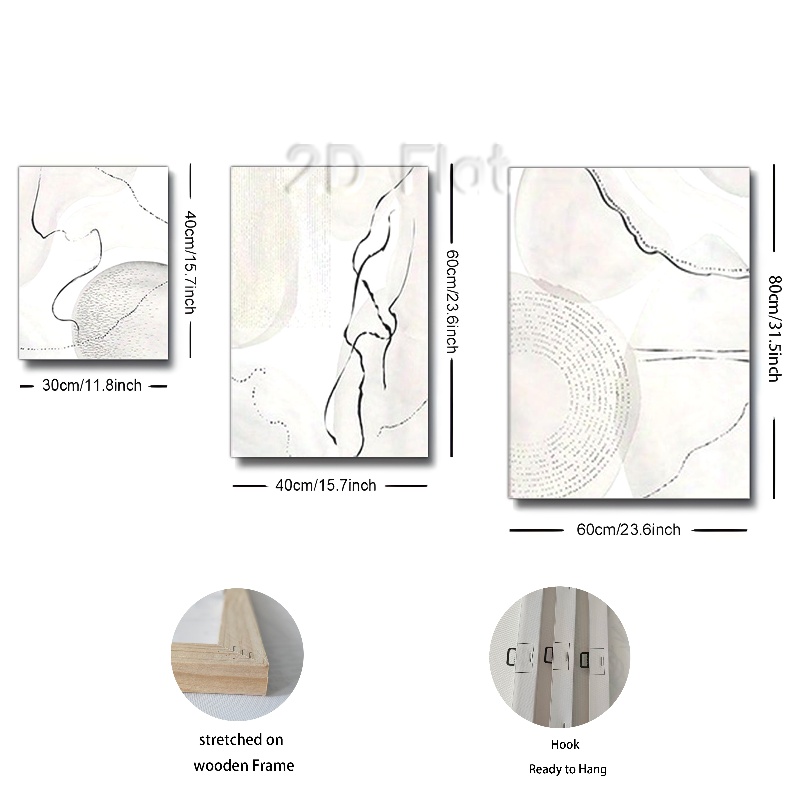 2D Flat
40cm/15.7inch
30cm/11.8inch
60cm/23.6inch
40cm/15.7inch
80cm/31.5inch
60cm/23.6inch
stretched on
wooden Frame
Hook
Ready to Hang